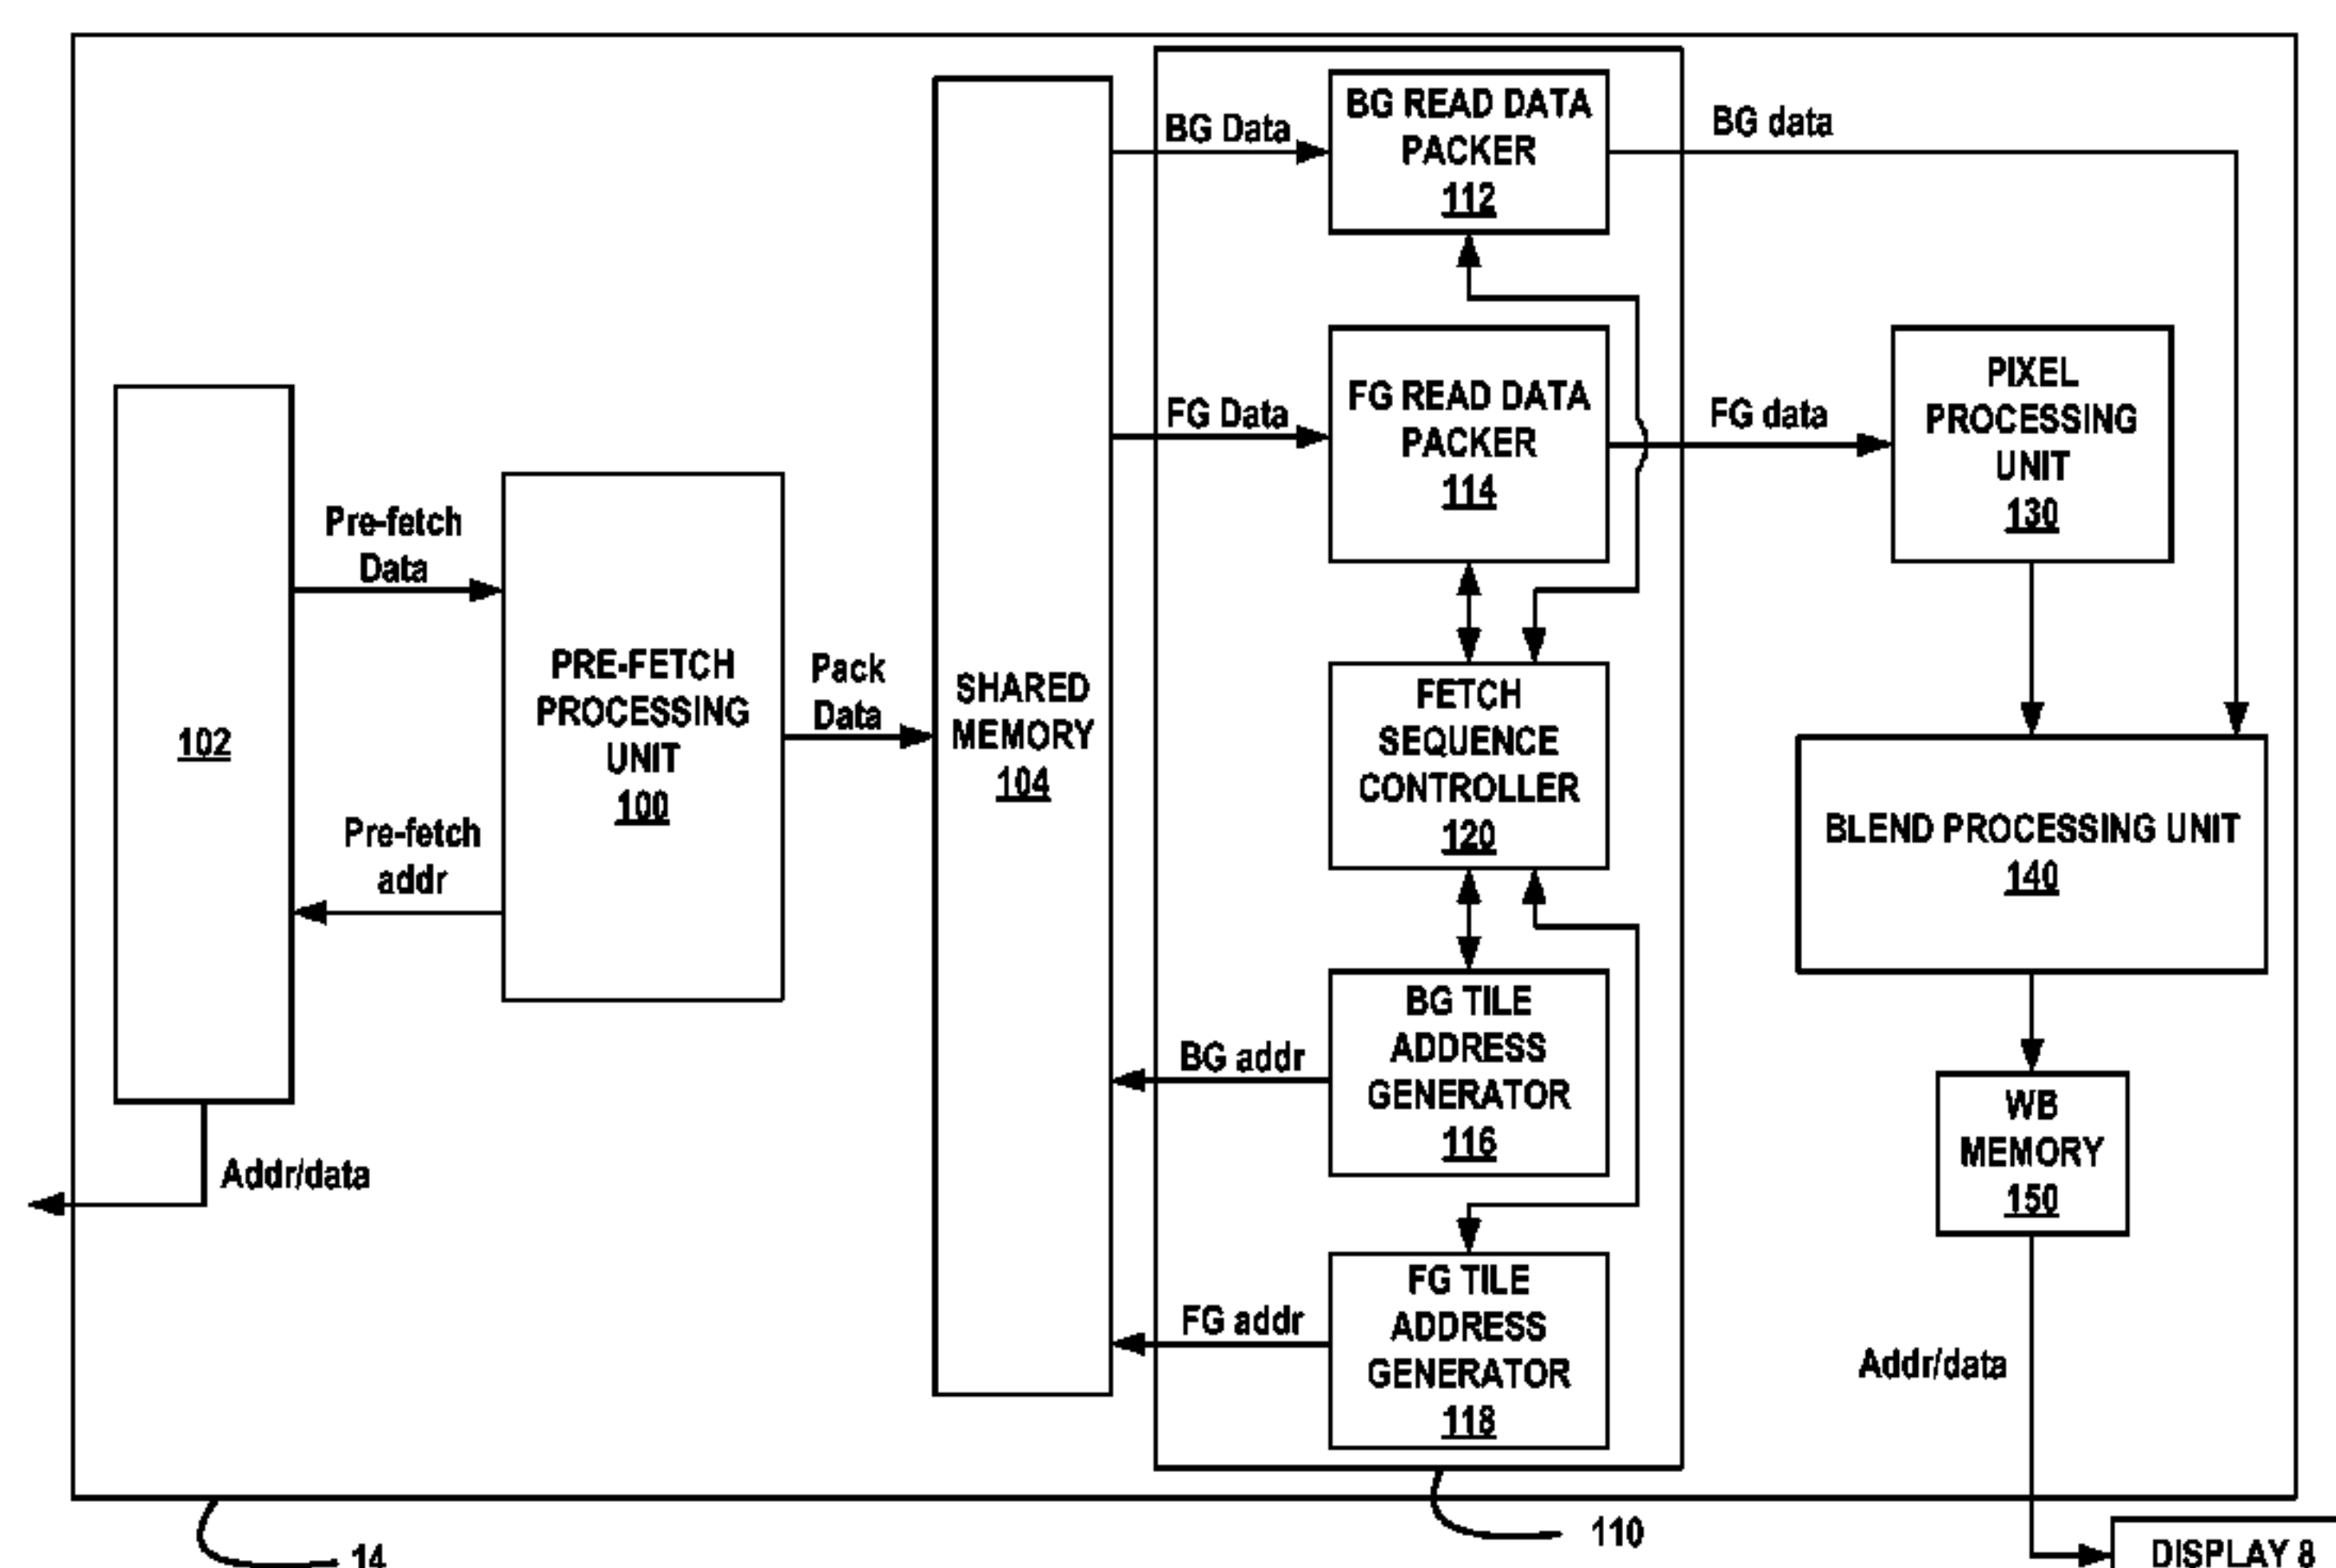 BG READ DATA
PACKER
112
BG Data
BG data
FG READ DATA
PACKER
114
FG Data
FG data
PIXEL
PROCESSING
UNIT
130
102
Pre-fetch
Data
Pre-fetch
addr
PRE-FETCH
PROCESSING
UNIT
100
Pack
Data
SHARED
MEMORY
104
FETCH
SEQUENCE
CONTROLLER
120
BLEND PROCESSING UNIT
140
BG TILE
ADDRESS
GENERATOR
116
BG addr
WB
MEMORY
150
Addr/data
FG TILE
ADDRESS
GENERATOR
118
FG addr
Addr/data
14
110
DISPLAY 8